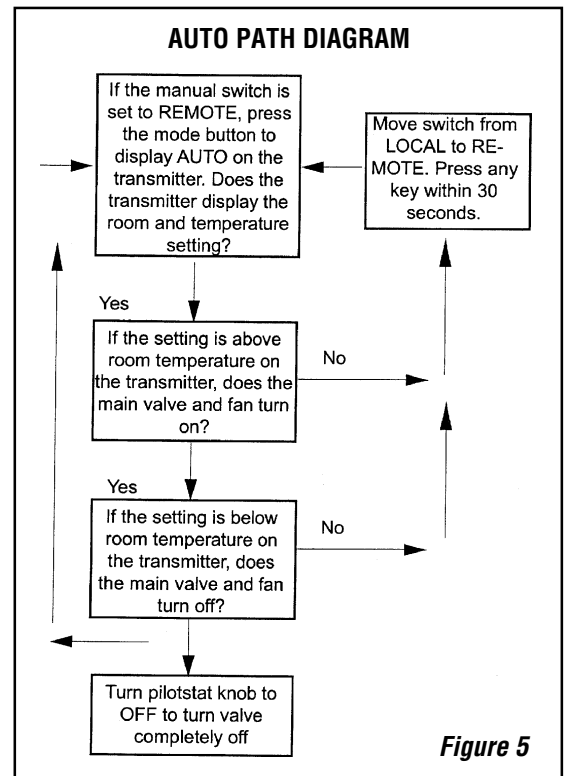 AUTO PATH DIAGRAM
If the manual switch is
set to REMOTE, press
the mode button to
display AUTO on the
transmitter. Does the
transmitter display the
room and temperature
setting?
Move switch from
LOCAL to RE-
MOTE. Press any
key within 30
seconds.
Yes
If the setting is above
room temperature on
the transmitter, does the
main valve and fan turn
on?
No
Yes
If the setting is below
room temperature on
the transmitter, does
the main valve and fan
turn off?
No
Turn pilotstat knob to
OFF to turn valve
completely off
Figure 5